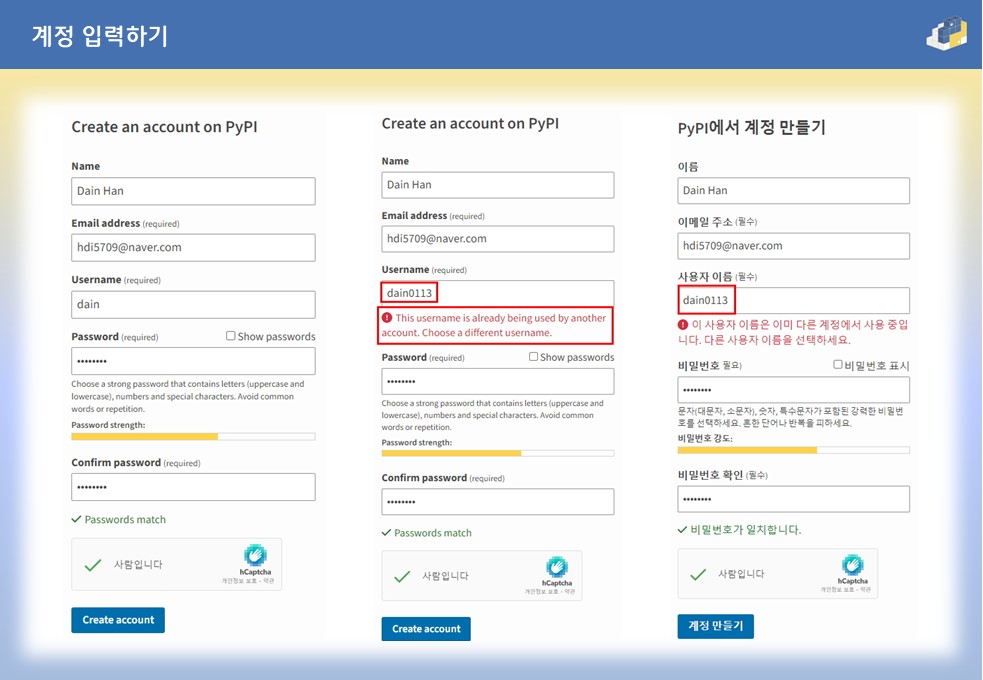 계정 입력하기
Create an account on PyPI
Name
Dain Han
Email address (required)
hdi5709@naver.com
Username (required)
dain
Password (required)
Show passwords
••••••••
Choose a strong password that contains letters (uppercase and
lowercase), numbers and special characters. Avoid common
words or repetition.
Password strength:
Confirm password (required)
••••••••
Passwords match
사람입니다
hCaptcha
개인정보 보호 - 약관
Create account
Create an account on PyPI
Name
Dain Han
Email address (required)
hdi5709@naver.com
Username (required)
dain0113
This username is already being used by another
account. Choose a different username.
Password (required)
Show passwords
••••••••
Choose a strong password that contains letters (uppercase and
lowercase), numbers and special characters. Avoid common
words or repetition.
Password strength:
Confirm password (required)
••••••••
Passwords match
사람입니다
hCaptcha
개인정보 보호 - 약관
Create account
PyPI에서 계정 만들기
이름
Dain Han
이메일 주소 (필수)
hdi5709@naver.com
사용자 이름 (필수)
dain0113
이 사용자 이름은 이미 다른 계정에서 사용 중입
니다. 다른 사용자 이름을 선택하세요.
비밀번호 필요)
비밀번호 표시
••••••••
문자(대문자, 소문자), 숫자, 특수문자가 포함된 강력한 비밀번
호를 선택하세요. 흔한 단어나 반복을 피하세요.
비밀번호 강도:
비밀번호 확인 (필수)
••••••••
비밀번호가 일치합니다.
사람입니다
hCaptcha
개인정보 보호 - 약관
계정 만들기